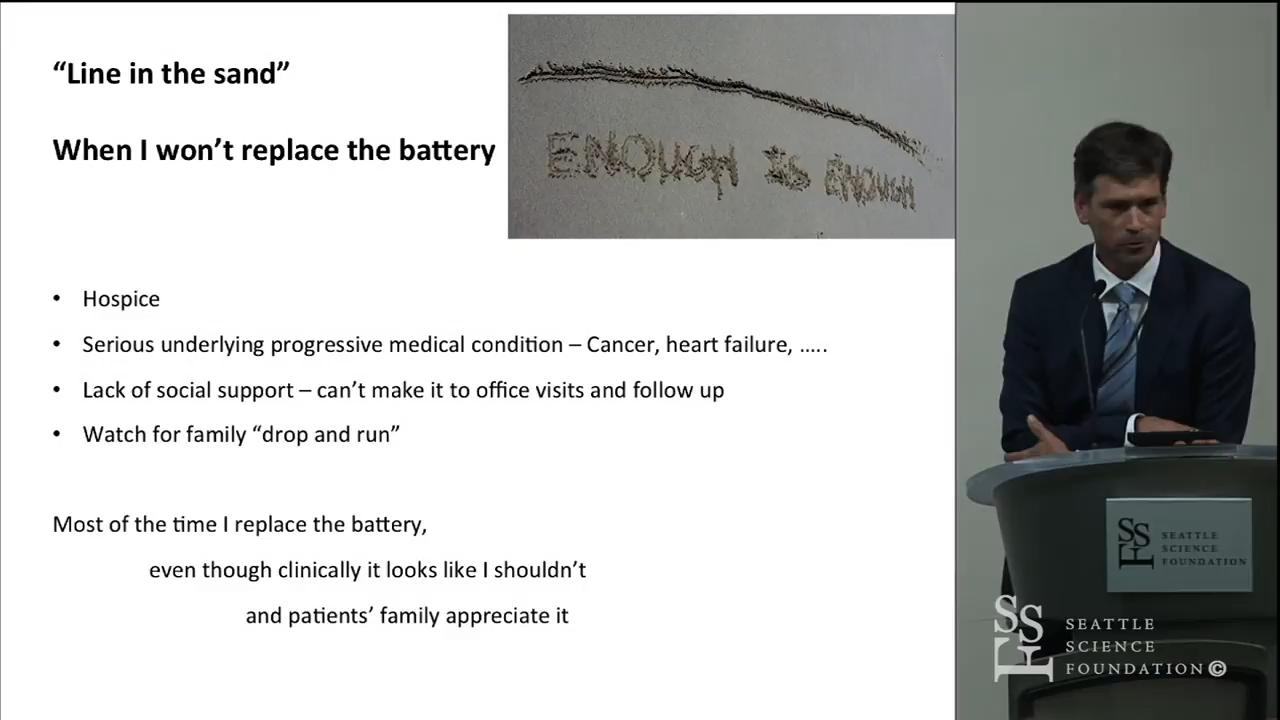 “Line in the sand”
When I won’t replace the battery
ENOUGH IS ENOUGH
• Hospice
• Serious underlying progressive medical condition – Cancer, heart failure, .....
• Lack of social support – can’t make it to office visits and follow up
• Watch for family “drop and run”
Most of the time I replace the battery,
even though clinically it looks like I shouldn’t
and patients’ family appreciate it
SSF
SEATTLE
SCIENCE
FOUNDATION
SSF
SEATTLE
SCIENCE
FOUNDATION©